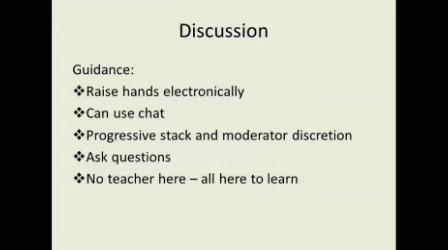 Discussion
Guidance:
❖Raise hands electronically
❖Can use chat
❖Progressive stack and moderator discretion
❖Ask questions
❖No teacher here – all here to learn